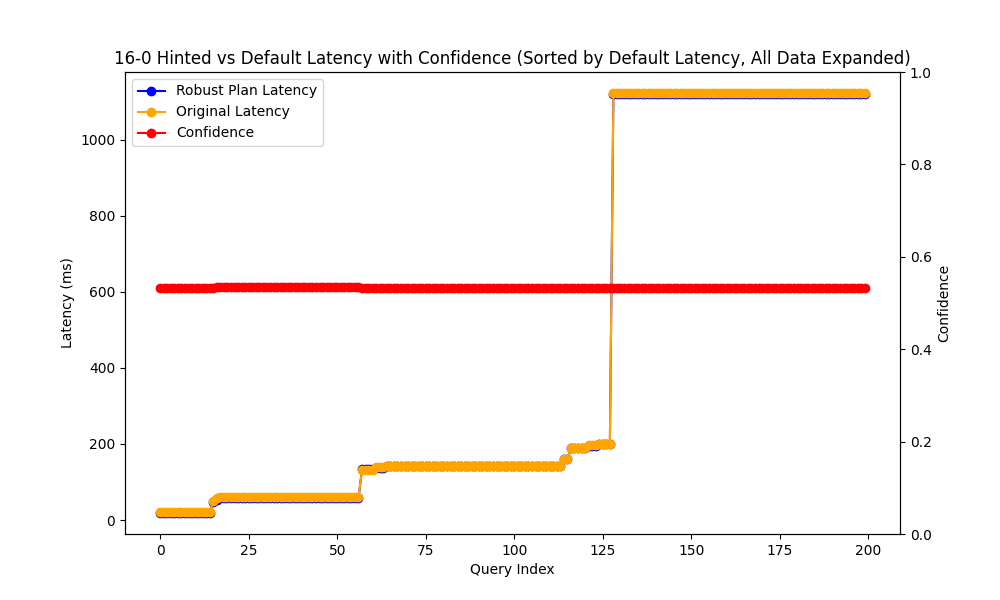 16-0 Hinted vs Default Latency with Confidence (Sorted by Default Latency, All Data Expanded)
Robust Plan Latency
Original Latency
Confidence
Latency (ms)
1000
800
600
400
200
0
1.0
0.8
0.6
0.4
0.2
0.0
Confidence
0 25 50 75 100 125 150 175 200
Query Index